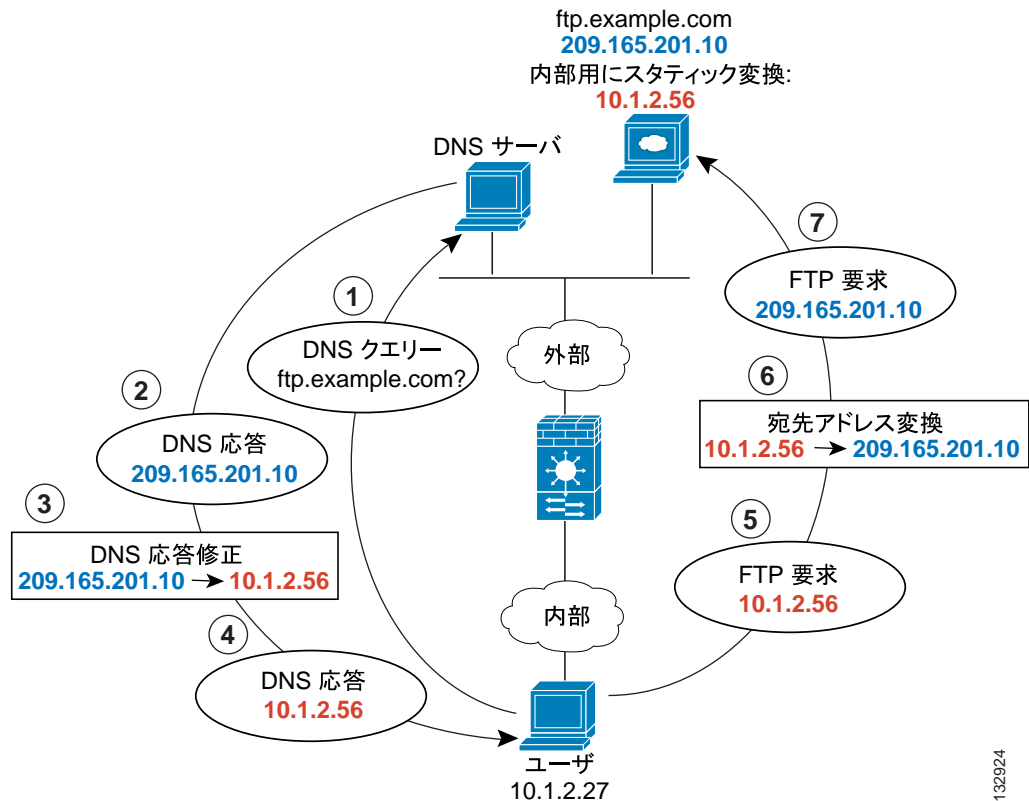 ftp.example.com
209.165.201.10
内部用にスタティック変換:
10.1.2.56
DNS サーバ
1
DNS クエリー
ftp.example.com?
2
DNS 応答
209.165.201.10
3
DNS 応答修正
209.165.201.10 → 10.1.2.56
4
DNS 応答
10.1.2.56
外部
内部
ユーザ
10.1.2.27
5
FTP 要求
10.1.2.56
6
宛先アドレス変換
10.1.2.56 → 209.165.201.10
7
FTP 要求
209.165.201.10
132924